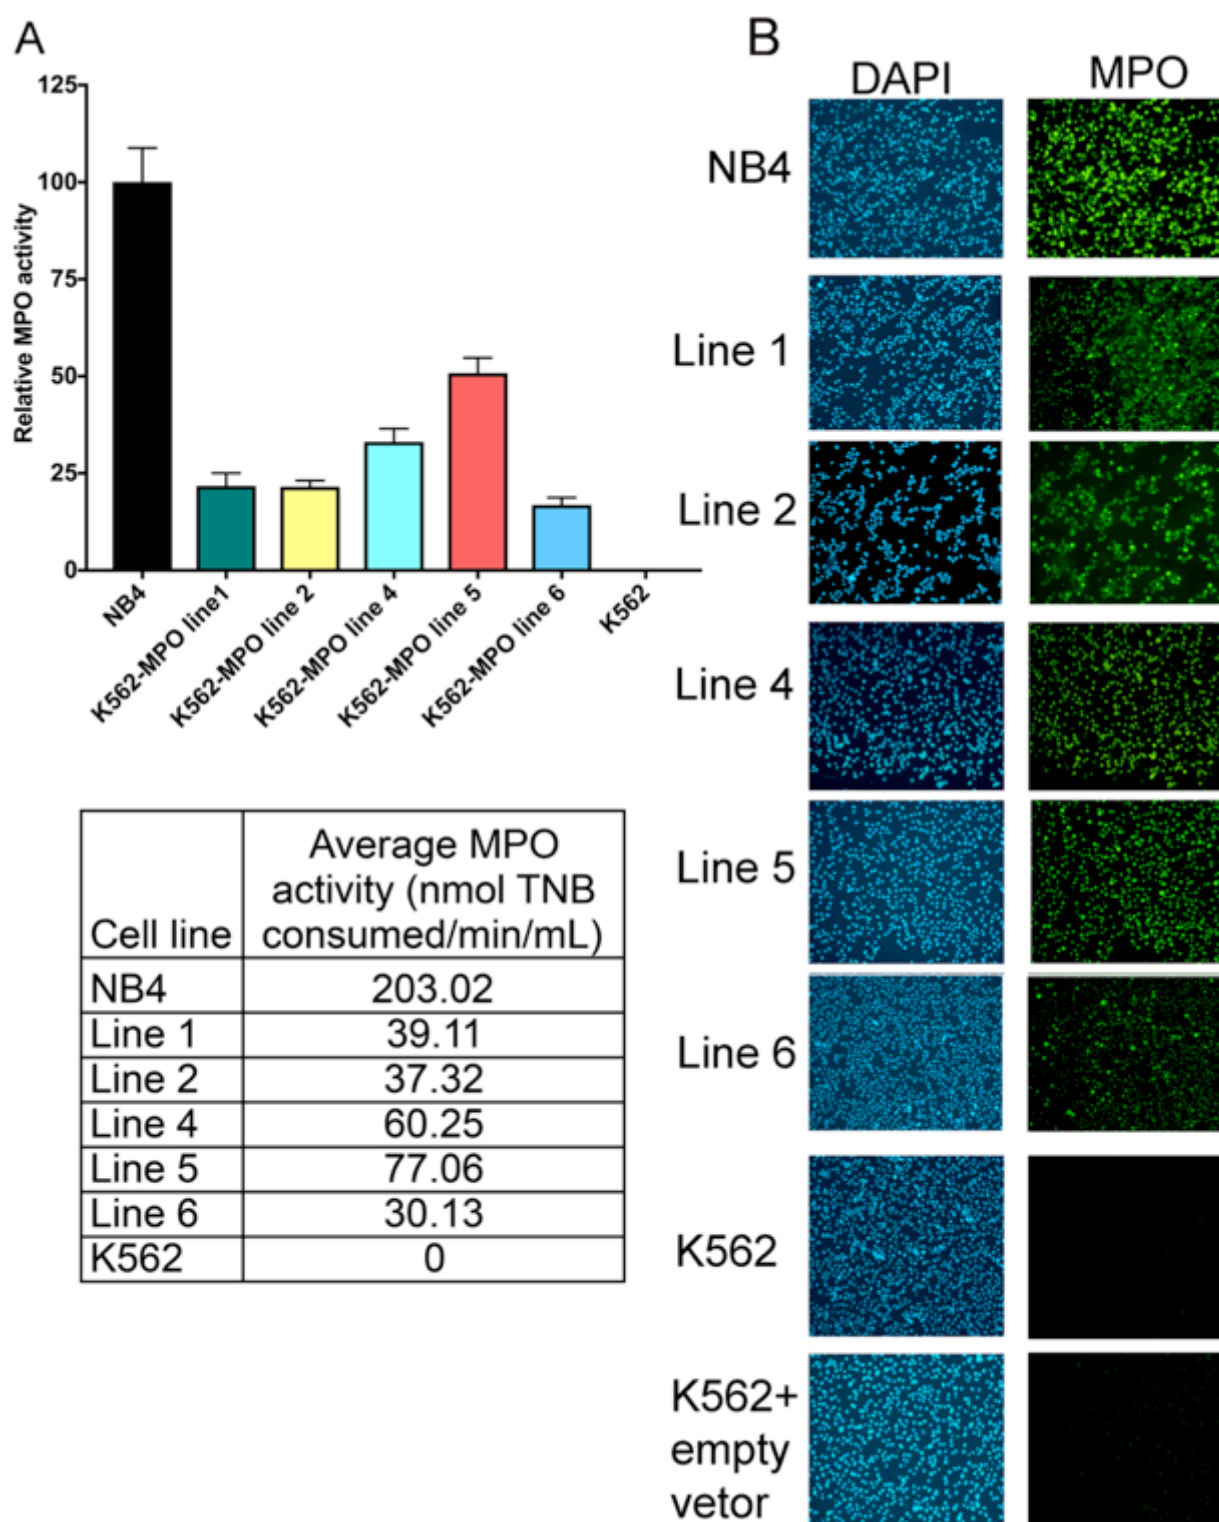 A
Relative MPO activity
125
100
75
50
25
0
NB4
K562-MPO line1
K562-MPO line 2
K562-MPO line 4
K562-MPO line 5
K562-MPO line 6
K562
Cell line
Average MPO
activity (nmol TNB
consumed/min/mL)
NB4 203.02
Line 1 39.11
Line 2 37.32
Line 4 60.25
Line 5 77.06
Line 6 30.13
K562 0
B
DAPI MPO
NB4
Line 1
Line 2
Line 4
Line 5
Line 6
K562
K562+
empty
vetor